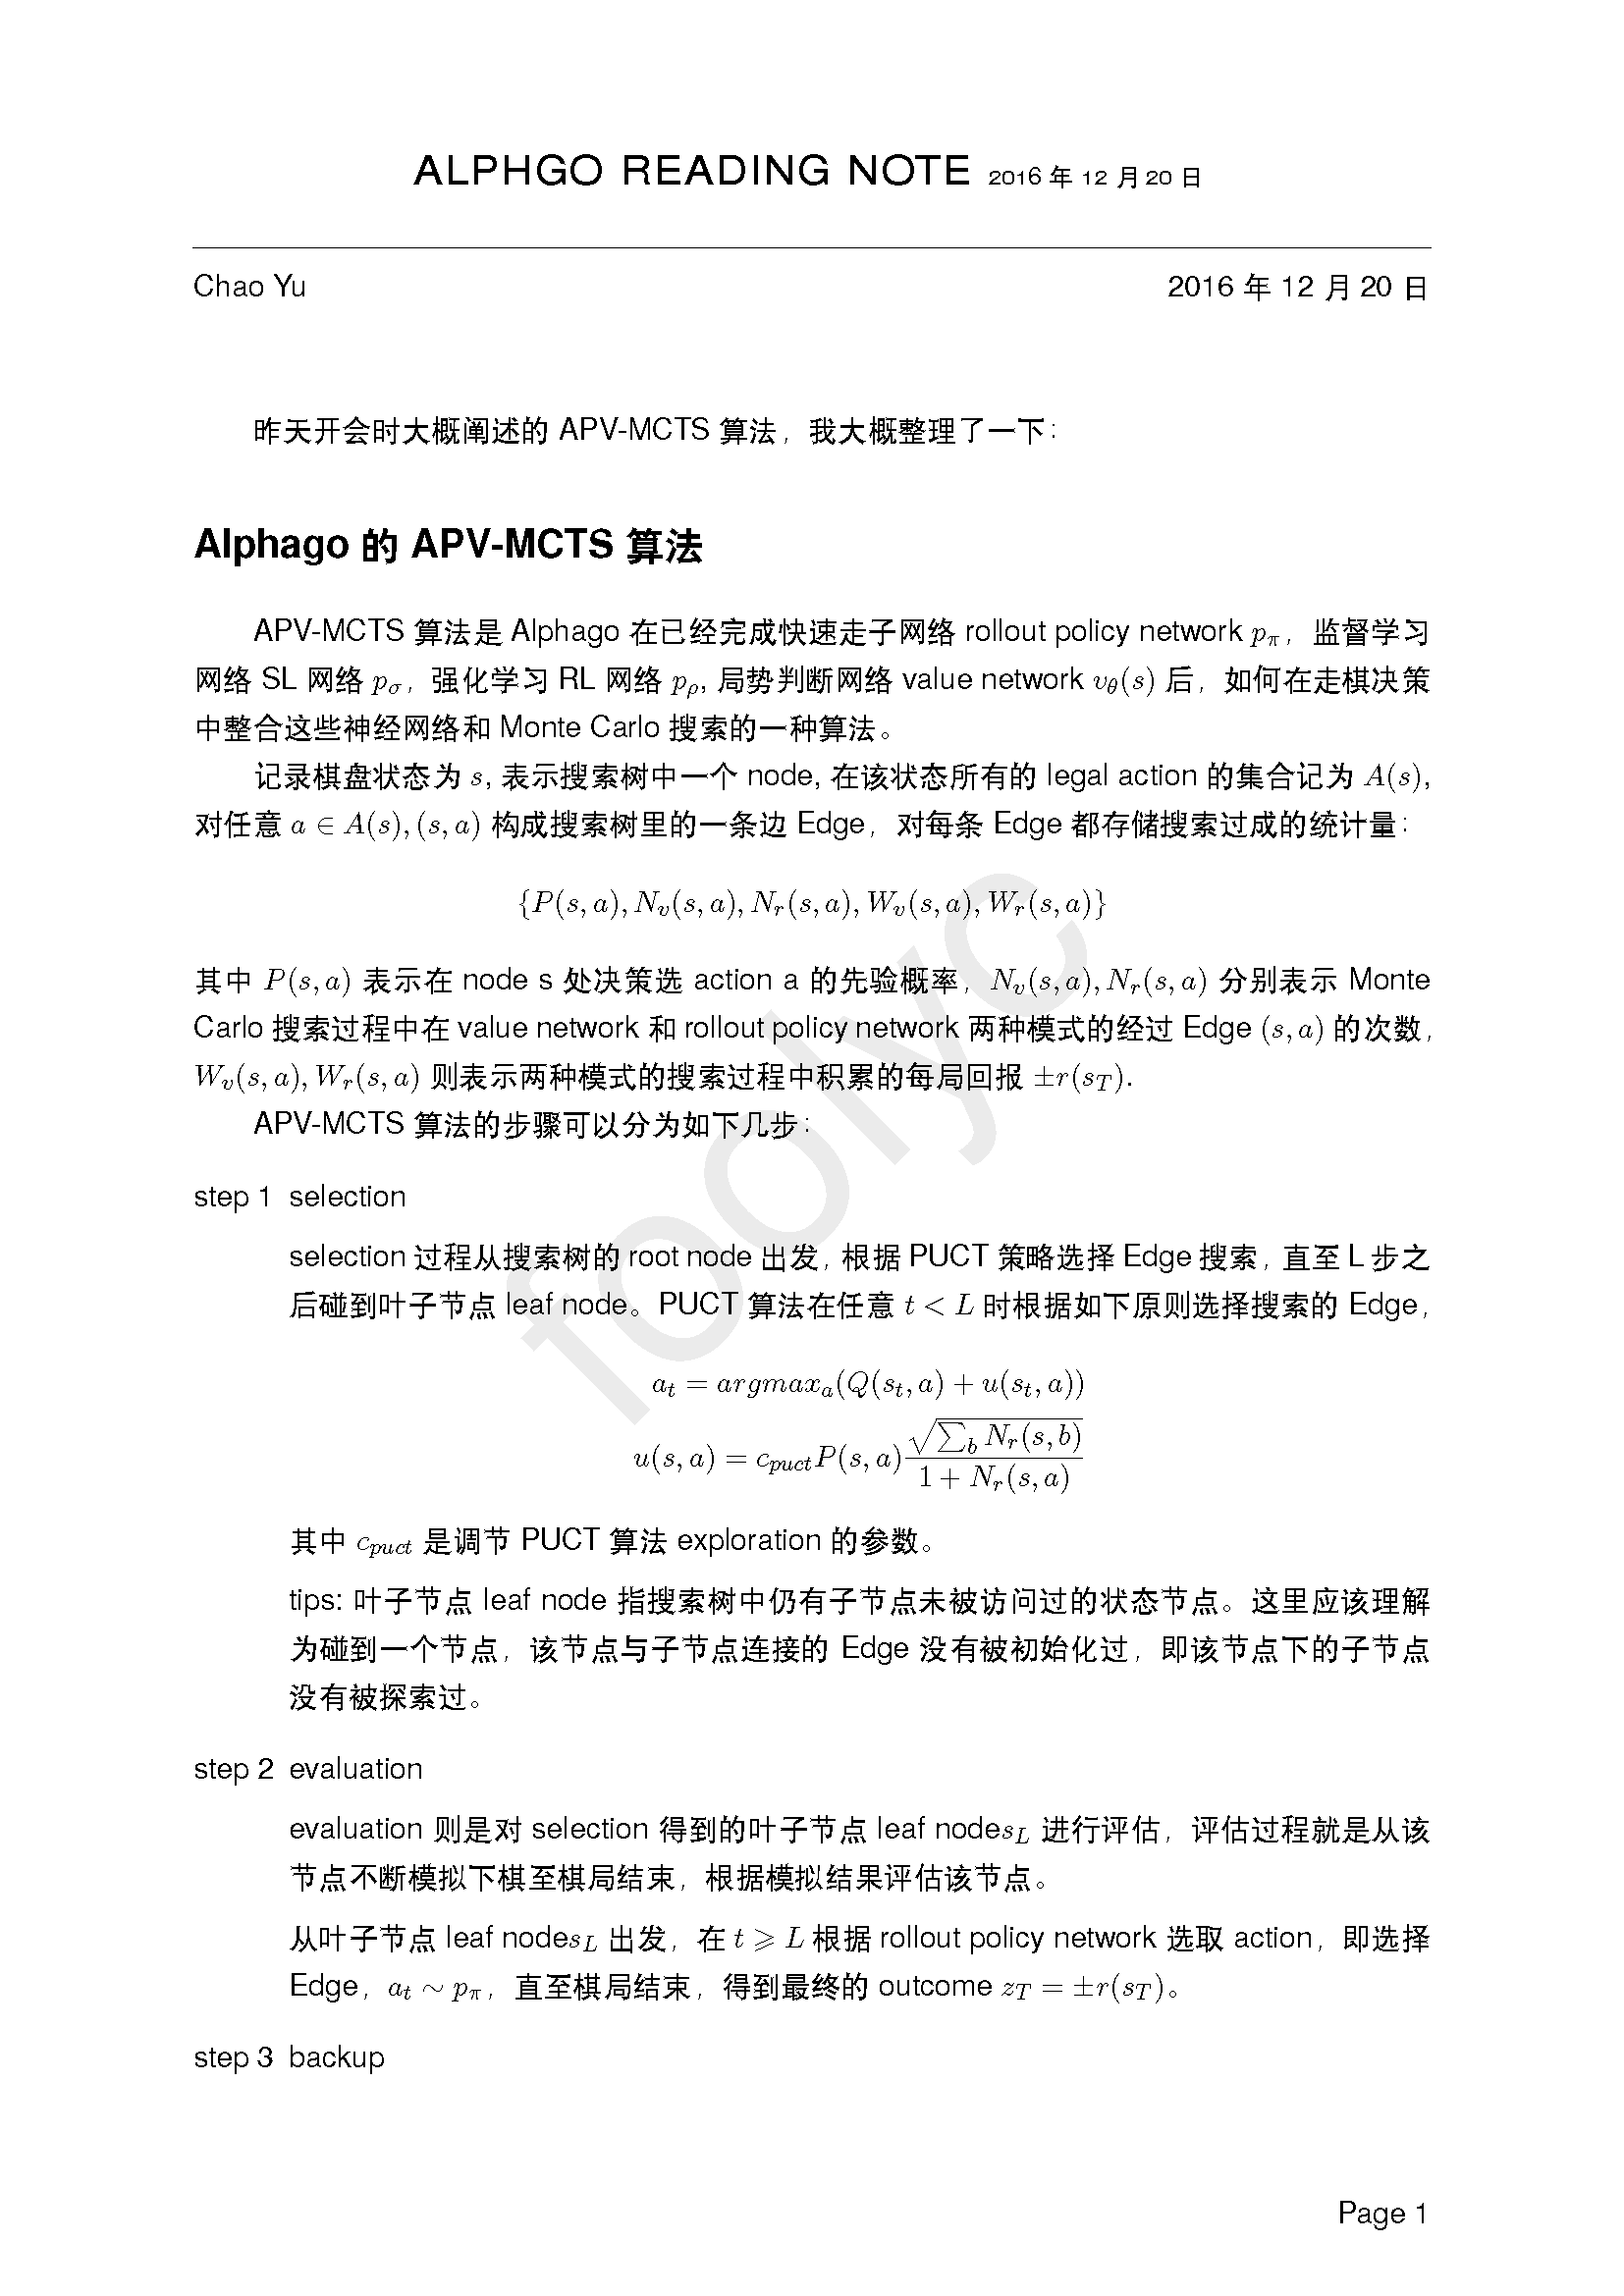 ALPHGO READING NOTE 2016 年 12 月 20 日
Chao Yu 2016 年 12 月 20 日
昨天开会时大概阐述的 APV-MCTS 算法，我大概整理了一下：
Alphago 的 APV-MCTS 算法
APV-MCTS 算法是 Alphago 在已经完成快速走子网络 rollout policy network $p_\pi$，监督学习
网络 SL 网络 $p_\sigma$，强化学习 RL 网络 $p_\rho$, 局势判断网络 value network $v_\theta(s)$ 后，如何在走棋决策
中整合这些神经网络和 Monte Carlo 搜索的一种算法。
记录棋盘状态为 $s$, 表示搜索树中一个 node, 在该状态所有的 legal action 的集合记为 $A(s)$,
对任意 $a \in A(s), (s, a)$ 构成搜索树里的一条边 Edge，对每条 Edge 都存储搜索过成的统计量：
$\{P(s, a), N_v(s, a), N_r(s, a), W_v(s, a), W_r(s, a)\}$
其中 $P(s, a)$ 表示在 node s 处决策选 action a 的先验概率，$N_v(s, a), N_r(s, a)$ 分别表示 Monte
Carlo 搜索过程中在 value network 和 rollout policy network 两种模式的经过 Edge $(s, a)$ 的次数，
$W_v(s, a), W_r(s, a)$ 则表示两种模式的搜索过程中积累的每局回报 $\pm r(s_T)$.
APV-MCTS 算法的步骤可以分为如下几步：
step 1 selection
selection 过程从搜索树的 root node 出发，根据 PUCT 策略选择 Edge 搜索，直至 L 步之
后碰到叶子节点 leaf node。PUCT 算法在任意 $t < L$ 时根据如下原则选择搜索的 Edge，
$a_t = argmax_a(Q(s_t, a) + u(s_t, a))$
$u(s, a) = c_{puct}P(s, a)\frac{\sqrt{\sum_b N_r(s, b)}}{1 + N_r(s, a)}$
其中 $c_{puct}$ 是调节 PUCT 算法 exploration 的参数。
tips: 叶子节点 leaf node 指搜索树中仍有子节点未被访问过的状态节点。这里应该理解
为碰到一个节点，该节点与子节点连接的 Edge 没有被初始化过，即该节点下的子节点
没有被探索过。
step 2 evaluation
evaluation 则是对 selection 得到的叶子节点 leaf node$s_L$ 进行评估，评估过程就是从该
节点不断模拟下棋至棋局结束，根据模拟结果评估该节点。
从叶子节点 leaf node$s_L$ 出发，在 $t \geqslant L$ 根据 rollout policy network 选取 action，即选择
Edge，$a_t \sim p_\pi$，直至棋局结束，得到最终的 outcome $z_T = \pm r(s_T)$。
step 3 backup
Page 1
foolyc